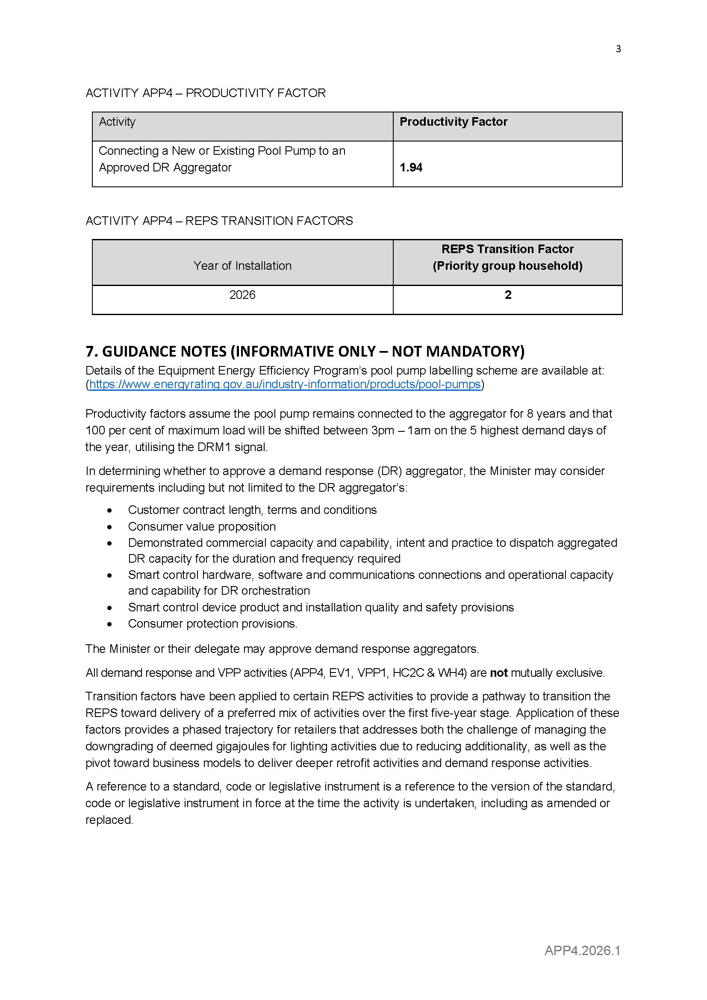 3
ACTIVITY APP4 – PRODUCTIVITY FACTOR
Activity
Productivity Factor
Connecting a New or Existing Pool Pump to an
Approved DR Aggregator
1.94
ACTIVITY APP4 – REPS TRANSITION FACTORS
Year of Installation
REPS Transition Factor
(Priority group household)
2026
2
7. GUIDANCE NOTES (INFORMATIVE ONLY – NOT MANDATORY)
Details of the Equipment Energy Efficiency Program’s pool pump labelling scheme are available at:
(https://www.energyrating.gov.au/industry-information/products/pool-pumps)
Productivity factors assume the pool pump remains connected to the aggregator for 8 years and that
100 per cent of maximum load will be shifted between 3pm – 1am on the 5 highest demand days of
the year, utilising the DRM1 signal.
In determining whether to approve a demand response (DR) aggregator, the Minister may consider
requirements including but not limited to the DR aggregator’s:
• Customer contract length, terms and conditions
• Consumer value proposition
• Demonstrated commercial capacity and capability, intent and practice to dispatch aggregated
DR capacity for the duration and frequency required
• Smart control hardware, software and communications connections and operational capacity
and capability for DR orchestration
• Smart control device product and installation quality and safety provisions
• Consumer protection provisions.
The Minister or their delegate may approve demand response aggregators.
All demand response and VPP activities (APP4, EV1, VPP1, HC2C & WH4) are not mutually exclusive.
Transition factors have been applied to certain REPS activities to provide a pathway to transition the
REPS toward delivery of a preferred mix of activities over the first five-year stage. Application of these
factors provides a phased trajectory for retailers that addresses both the challenge of managing the
downgrading of deemed gigajoules for lighting activities due to reducing additionality, as well as the
pivot toward business models to deliver deeper retrofit activities and demand response activities.
A reference to a standard, code or legislative instrument is a reference to the version of the standard,
code or legislative instrument in force at the time the activity is undertaken, including as amended or
replaced.
APP4.2026.1